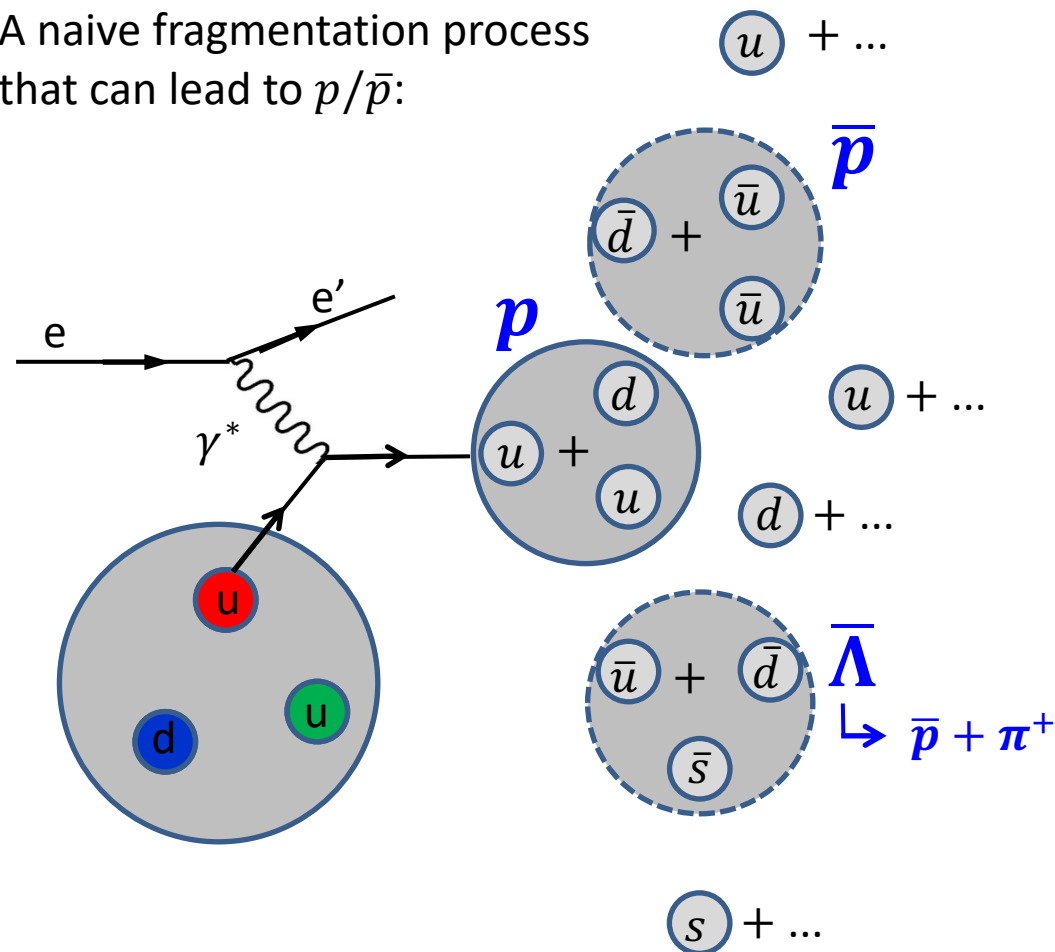 A naive fragmentation process
that can lead to p/p̅:
u + ...
p̅
d̅ + u̅
u̅
e
e’
γ*
p
d
u +
u
u + ...
d + ...
u
u
d
u̅ + d̅
s̅
Λ̅
p̅ + π⁺
s + ...